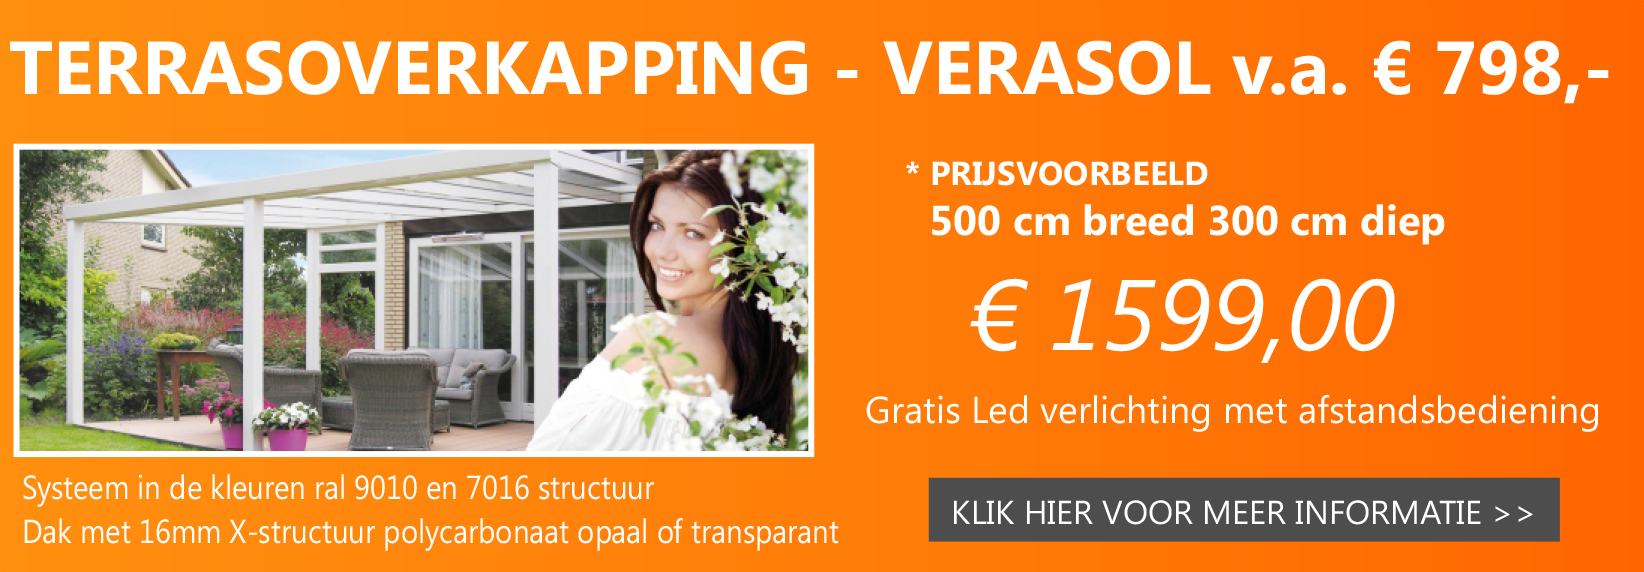 TERRASOVERKAPPING - VERASOL v.a. € 798,-
* PRIJSVOORBEELD
500 cm breed 300 cm diep
€ 1599,00
Gratis Led verlichting met afstandsbediening
Systeem in de kleuren ral 9010 en 7016 structuur
Dak met 16mm X-structuur polycarbonaat opaal of transparant
KLIK HIER VOOR MEER INFORMATIE >>